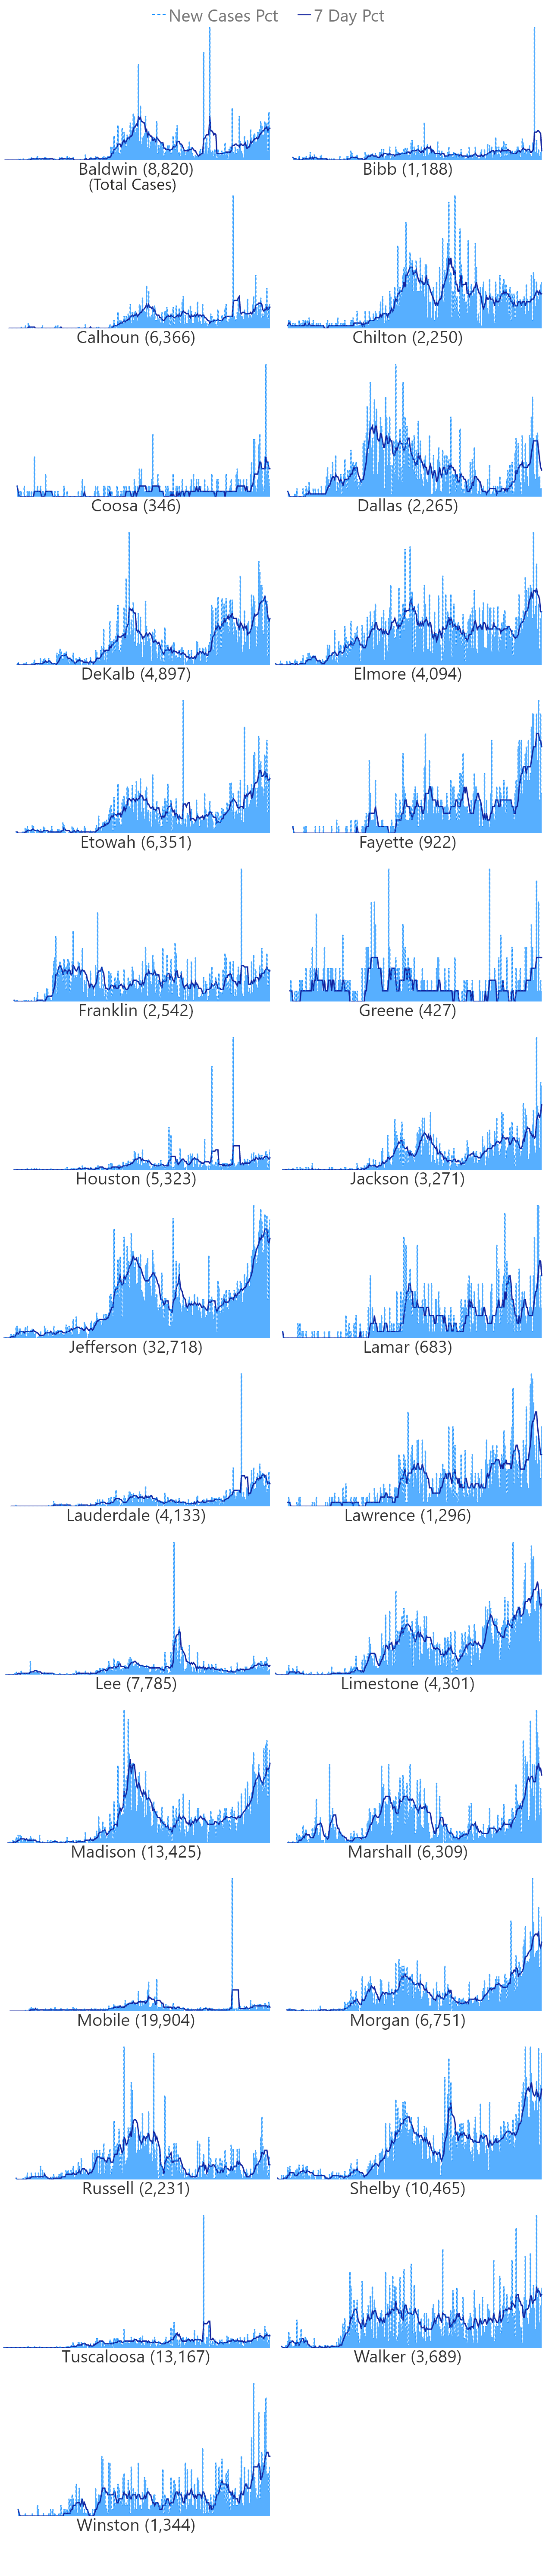 New Cases Pct 7 Day Pct
Baldwin (8,820)
(Total Cases)
Bibb (1,188)
Calhoun (6,366)
Chilton (2,250)
Coosa (346)
Dallas (2,265)
DeKalb (4,897)
Elmore (4,094)
Etowah (6,351)
Fayette (922)
Franklin (2,542)
Greene (427)
Houston (5,323)
Jackson (3,271)
Jefferson (32,718)
Lamar (683)
Lauderdale (4,133)
Lawrence (1,296)
Lee (7,785)
Limestone (4,301)
Madison (13,425)
Marshall (6,309)
Mobile (19,904)
Morgan (6,751)
Russell (2,231)
Shelby (10,465)
Tuscaloosa (13,167)
Walker (3,689)
Winston (1,344)